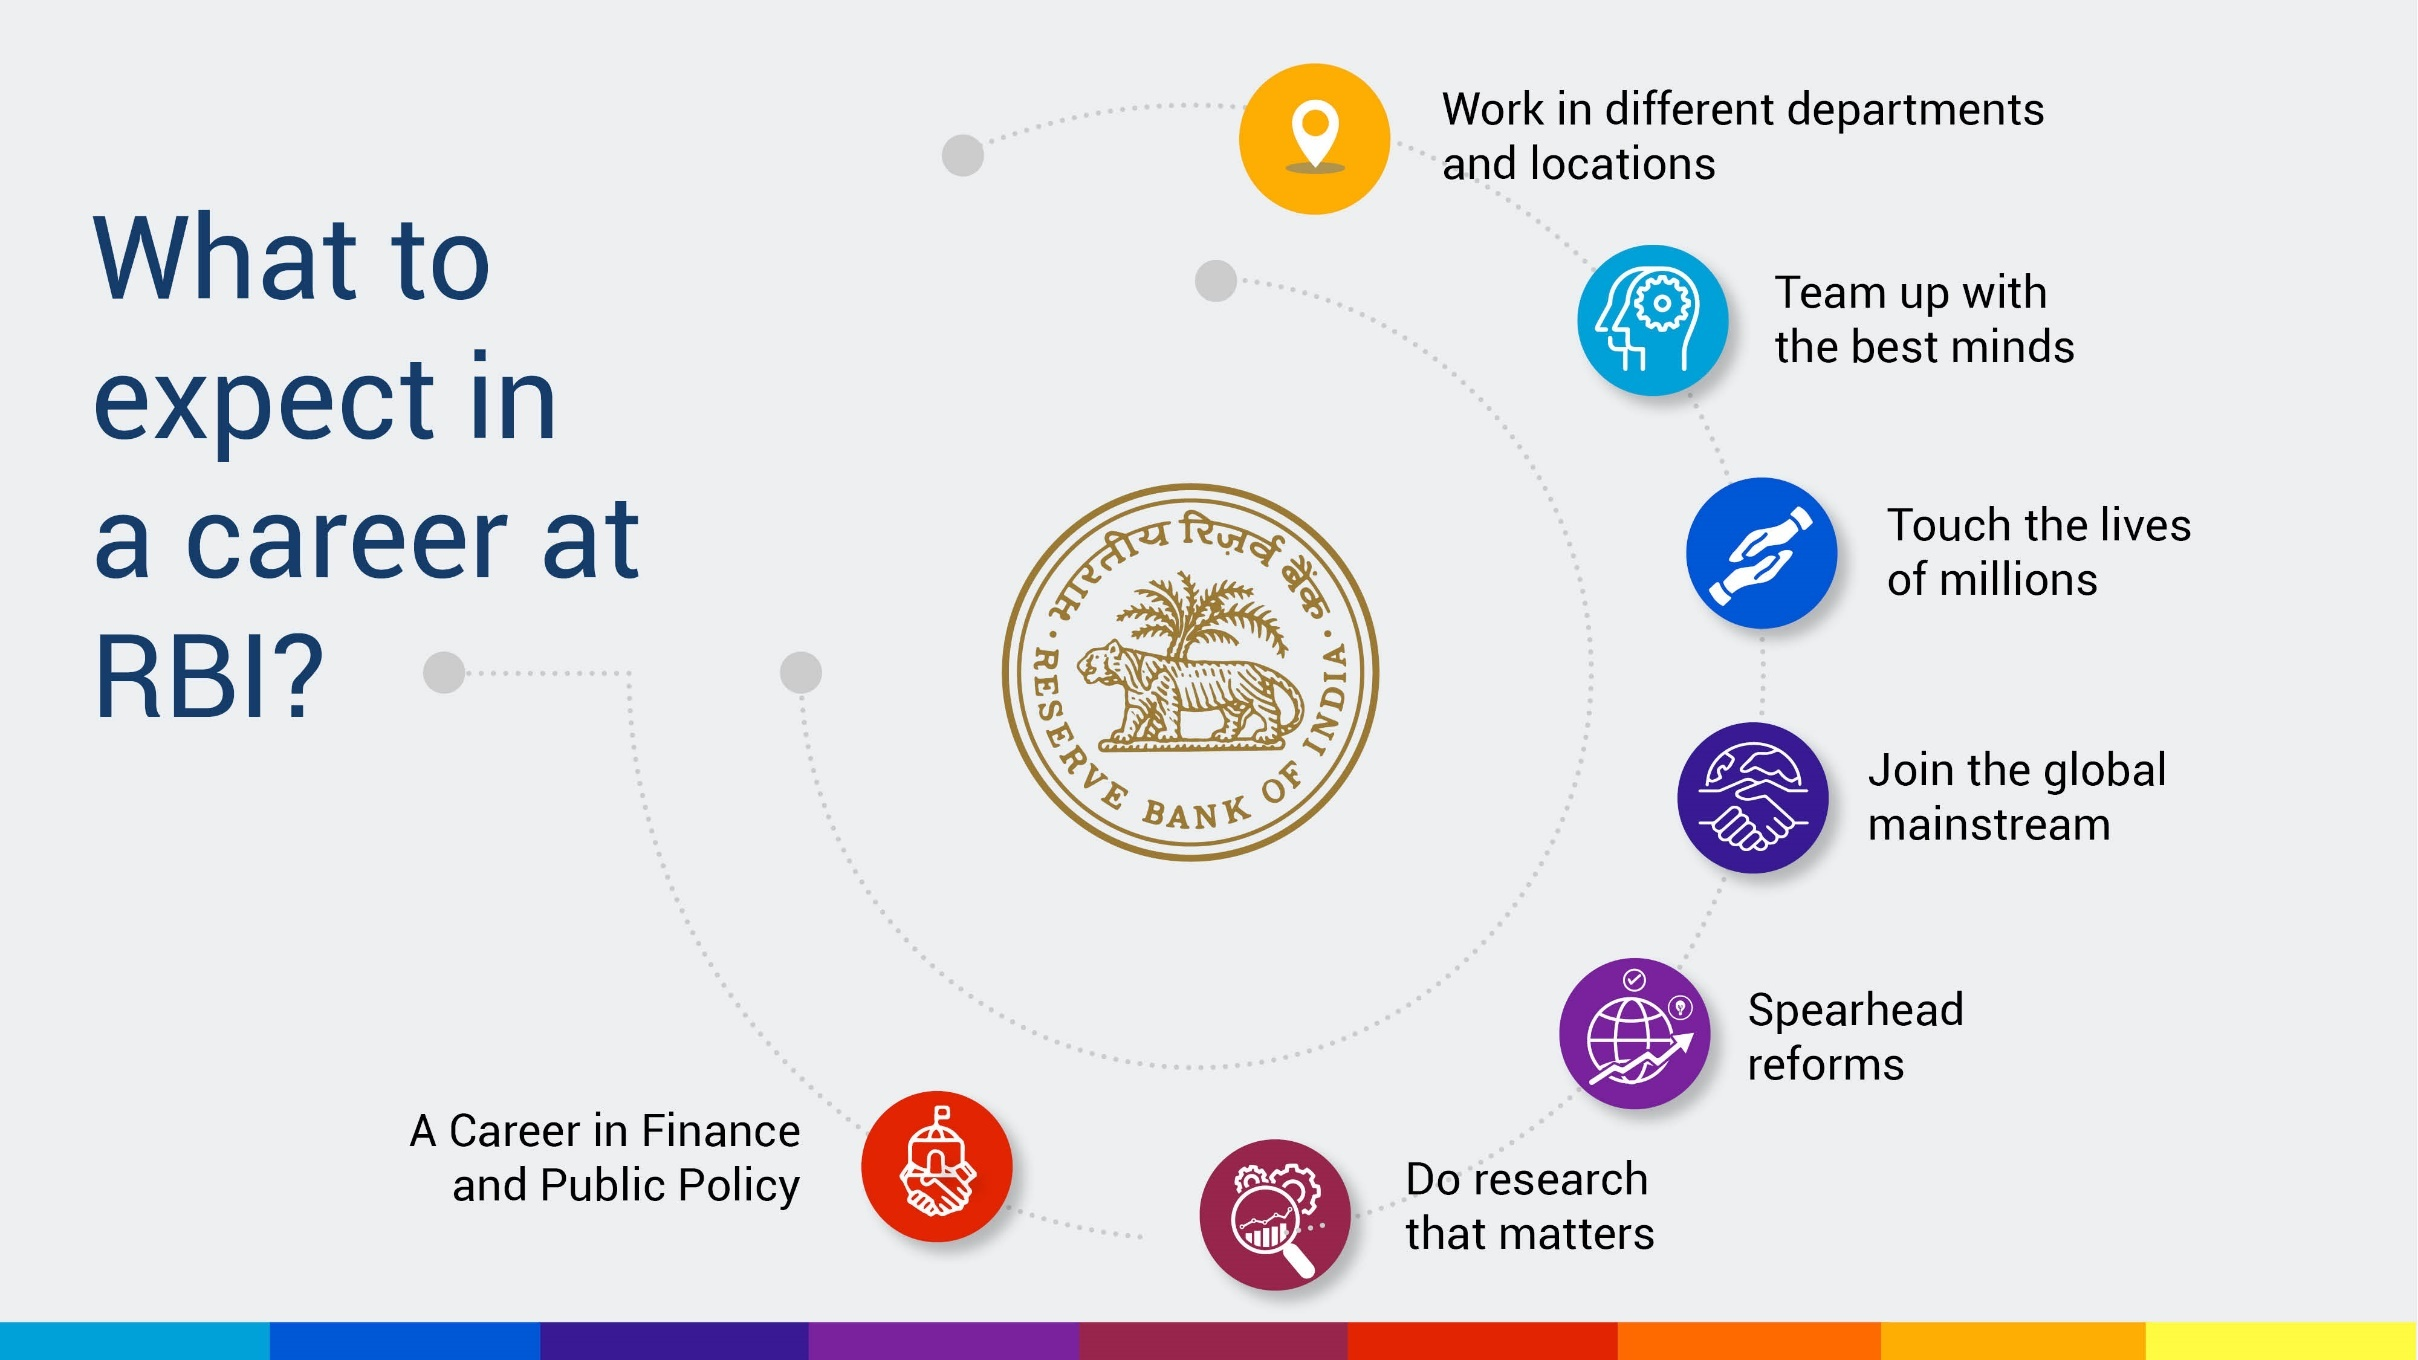 What to
expect in
a career at
RBI?
Work in different departments
and locations
Team up with
the best minds
Touch the lives
of millions
Join the global
mainstream
Spearhead
reforms
Do research
that matters
A Career in Finance
and Public Policy
भारतीय रिज़र्व बैंक
RESERVE BANK OF INDIA